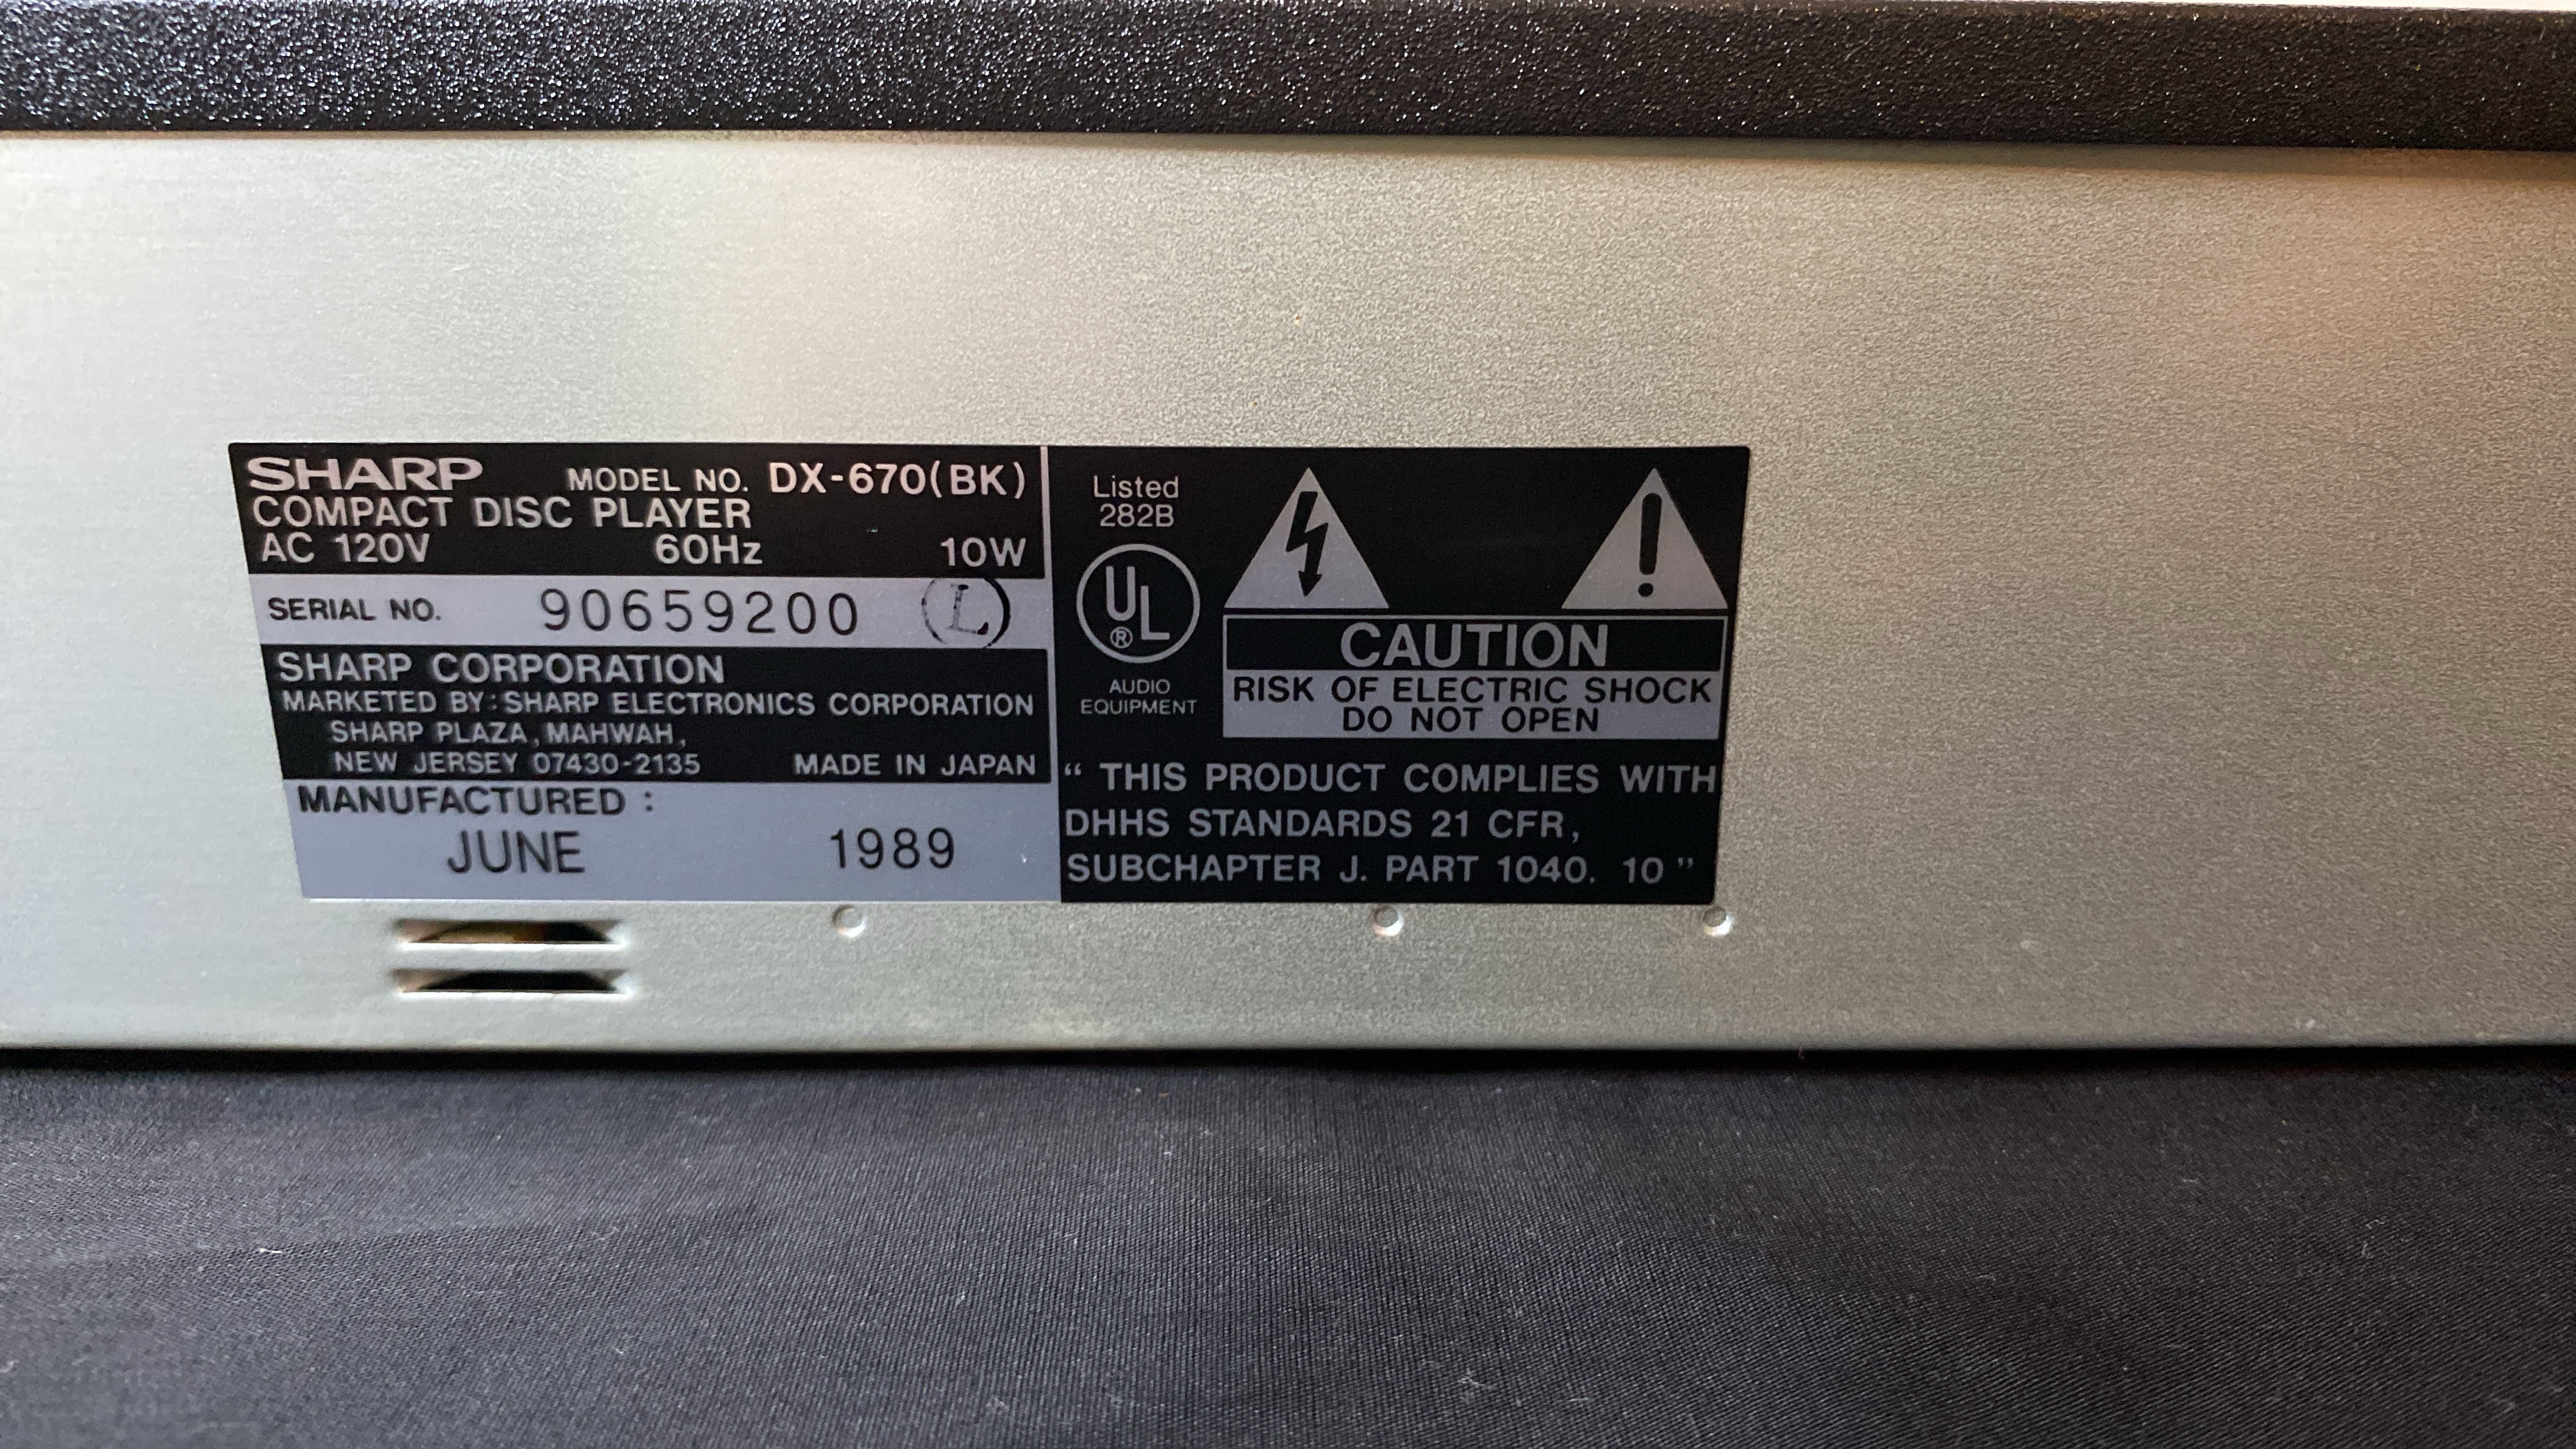 SHARP MODEL NO. DX-670(BK)
COMPACT DISC PLAYER
AC 120V 60Hz 10W
SERIAL NO. 90659200 L
SHARP CORPORATION
MARKETED BY: SHARP ELECTRONICS CORPORATION
SHARP PLAZA, MAHWAH,
NEW JERSEY 07430-2135 MADE IN JAPAN
MANUFACTURED :
JUNE 1989
Listed
282B
UL
®
AUDIO
EQUIPMENT
CAUTION
RISK OF ELECTRIC SHOCK
DO NOT OPEN
“ THIS PRODUCT COMPLIES WITH
DHHS STANDARDS 21 CFR,
SUBCHAPTER J. PART 1040. 10 ”